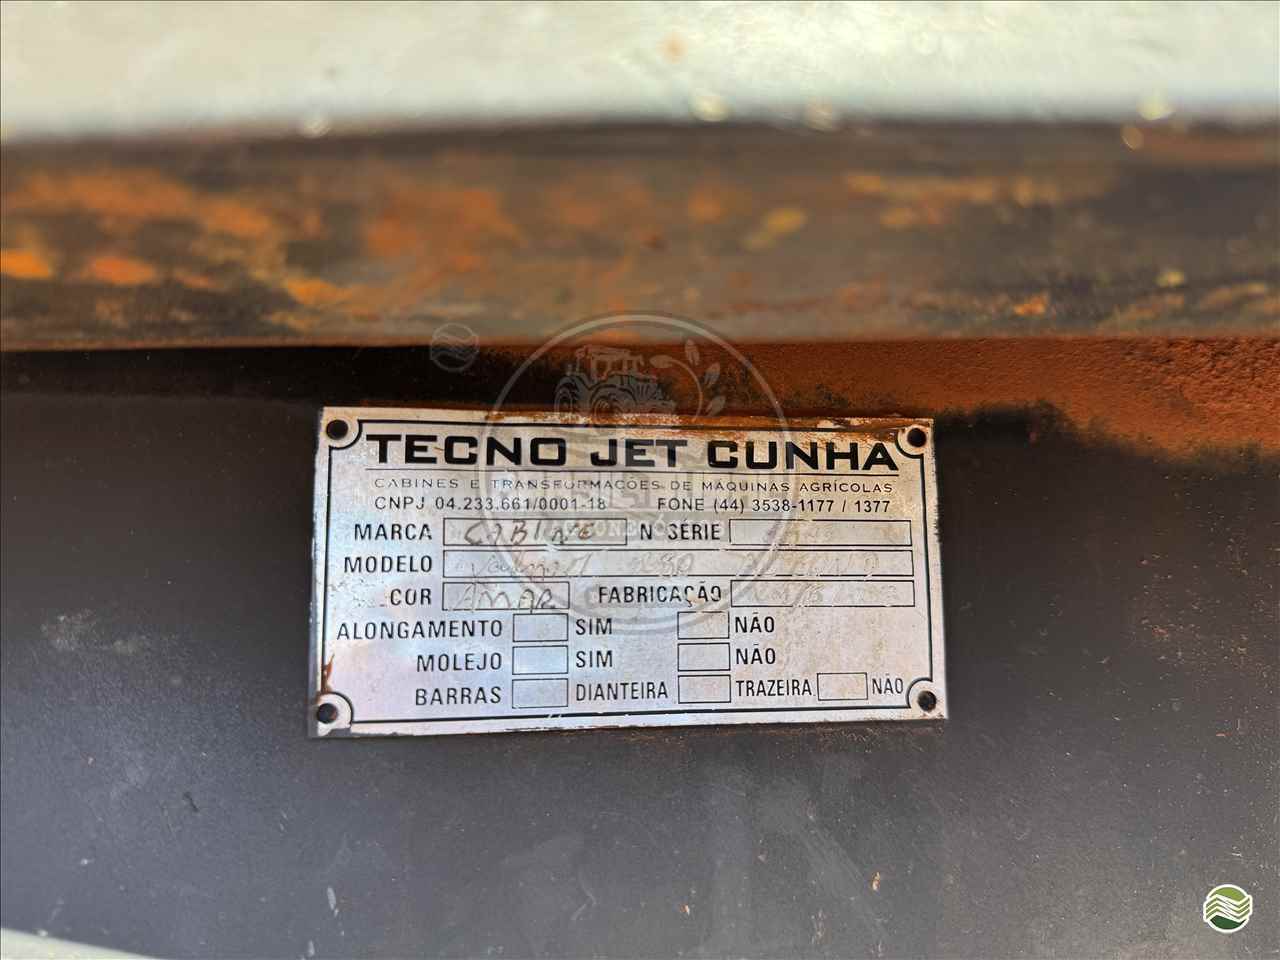 TECNO JET CUNHA
CABINES E TRANSFORMAÇÕES DE MÁQUINAS AGRÍCOLAS
CNPJ 04.233.661/0001-18 FONE (44) 3538-1177 / 1377
MARCA CABINE Nº SÉRIE
MODELO
COR AMAR FABRICAÇÃO
ALONGAMENTO SIM NÃO
MOLEJO SIM NÃO
BARRAS DIANTEIRA TRAZEIRA NÃO